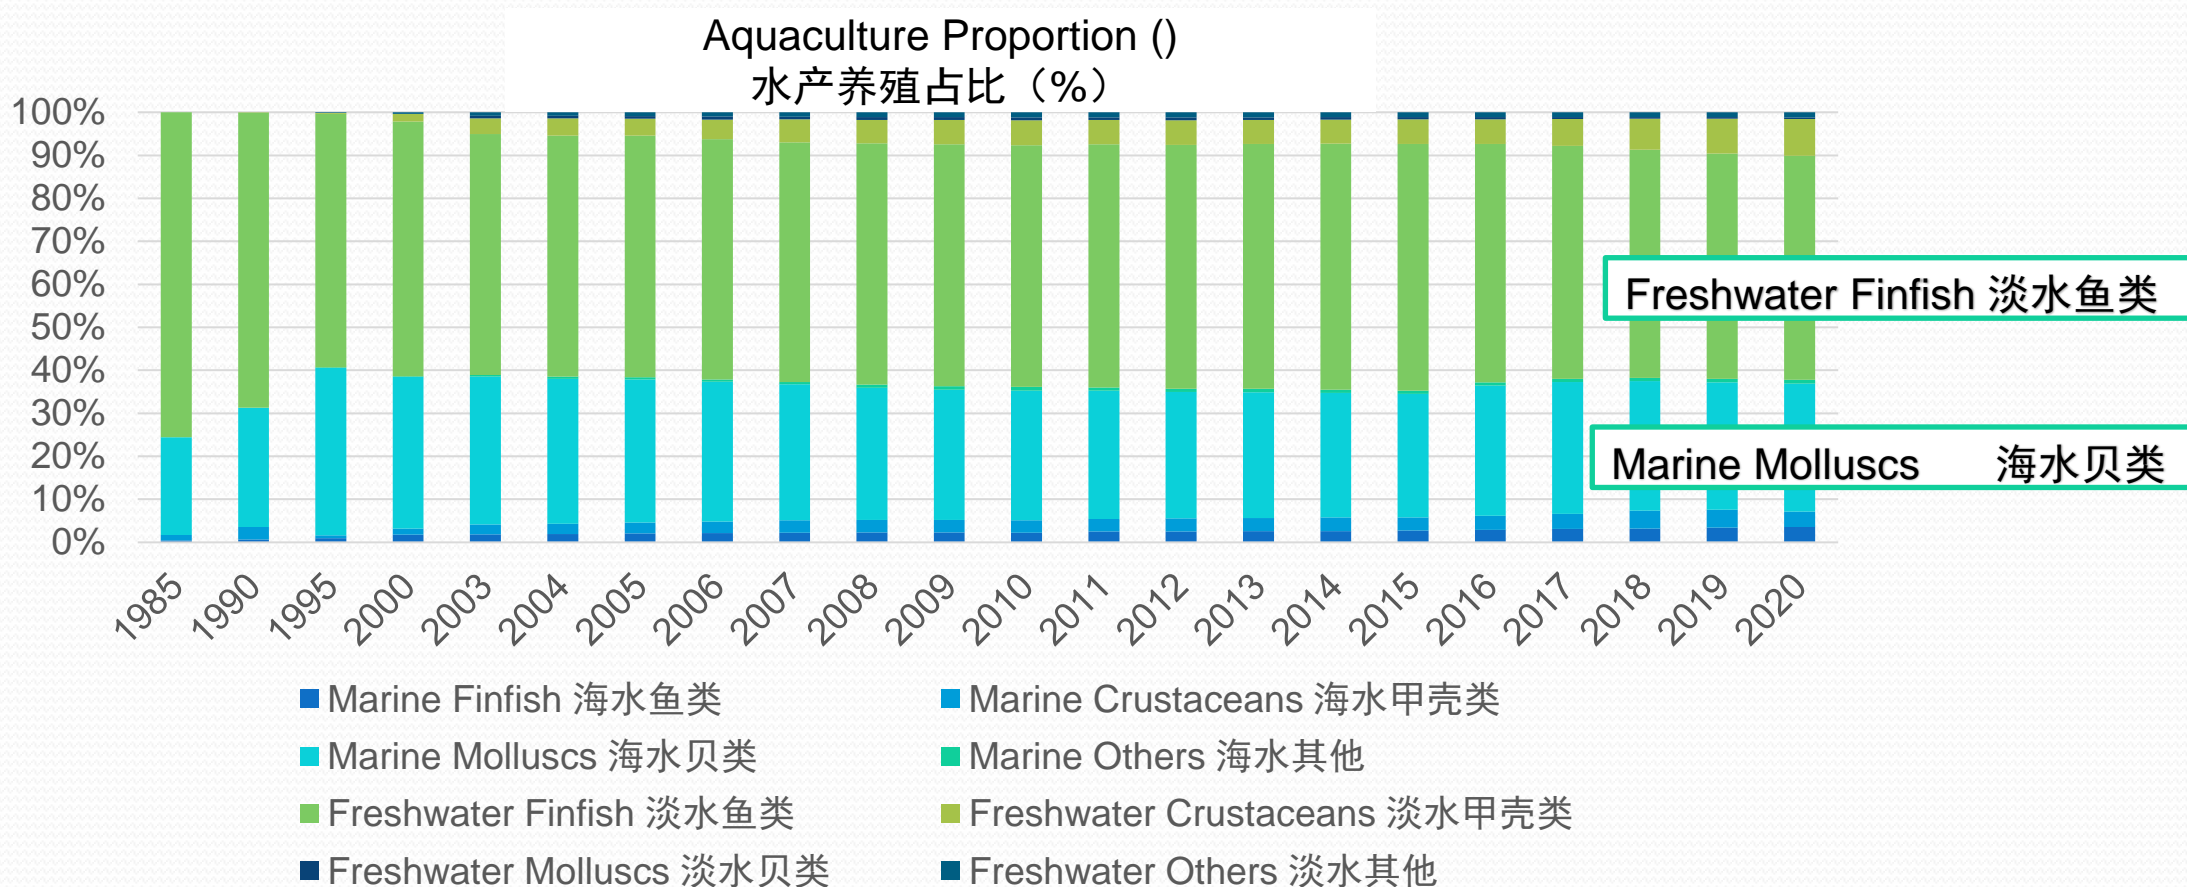 Aquaculture Proportion ()
水产养殖占比（%）
100%
90%
80%
70%
60%
50%
40%
30%
20%
10%
0%
Freshwater Finfish 淡水鱼类
Marine Molluscs 海水贝类
1985 1990 1995 2000 2003 2004 2005 2006 2007 2008 2009 2010 2011 2012 2013 2014 2015 2016 2017 2018 2019 2020
Marine Finfish 海水鱼类
Marine Crustaceans 海水甲壳类
Marine Molluscs 海水贝类
Marine Others 海水其他
Freshwater Finfish 淡水鱼类
Freshwater Crustaceans 淡水甲壳类
Freshwater Molluscs 淡水贝类
Freshwater Others 淡水其他